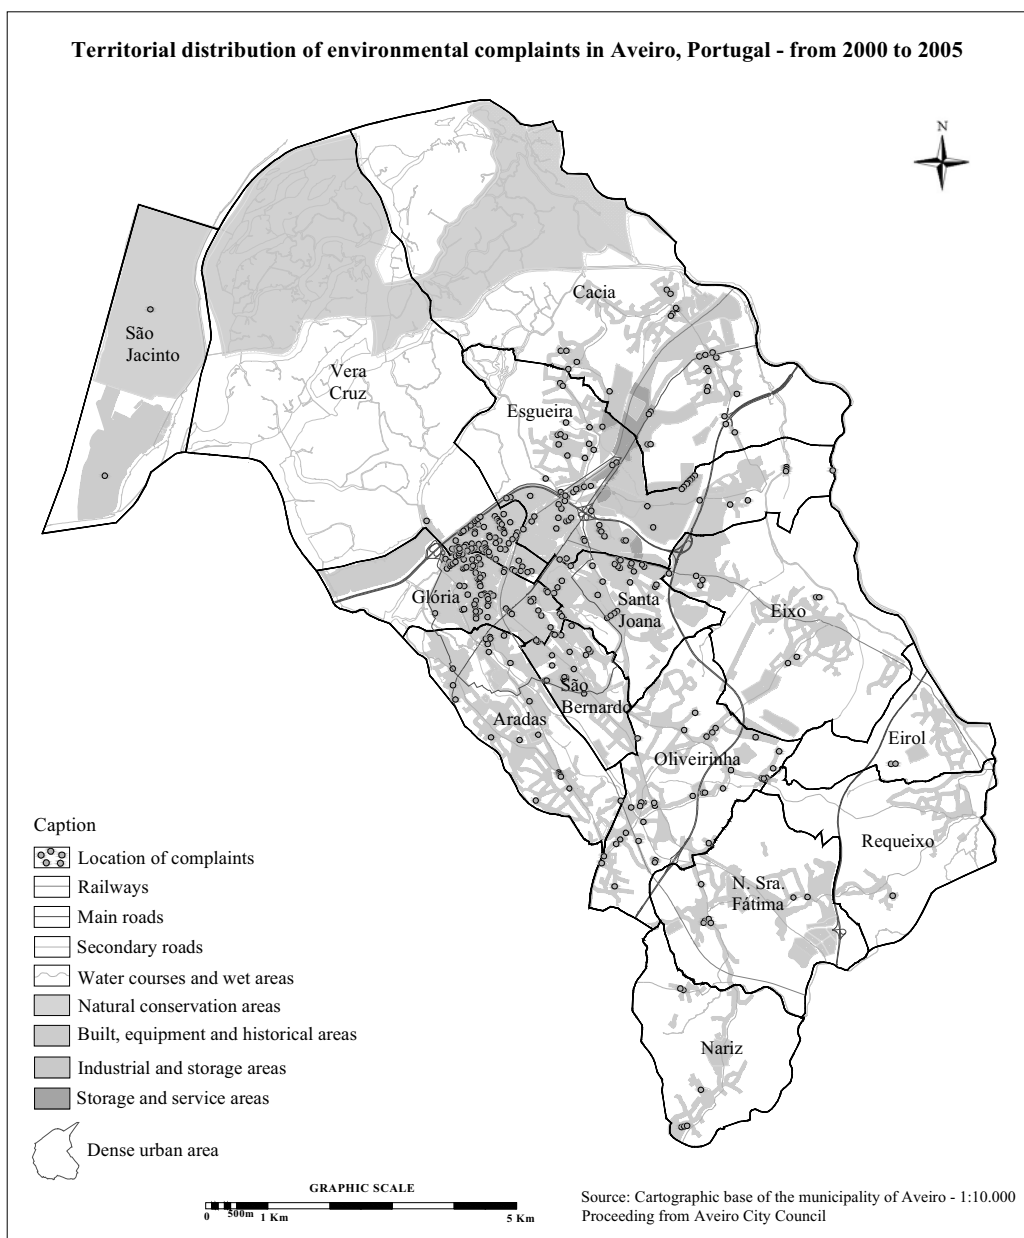 Territorial distribution of environmental complaints in Aveiro, Portugal - from 2000 to 2005
N
Cacia
São
Jacinto
Vera
Cruz
Esgueira
Glória
Santa
Joana
Eixo
São
Bernardo
Aradas
Eirol
Oliveirinha
Requeixo
N. Sra.
Fátima
Nariz
Caption
Location of complaints
Railways
Main roads
Secondary roads
Water courses and wet areas
Natural conservation areas
Built, equipment and historical areas
Industrial and storage areas
Storage and service areas
Dense urban area
GRAPHIC SCALE
0 500m 1 Km 5 Km
Source: Cartographic base of the municipality of Aveiro - 1:10.000
Proceeding from Aveiro City Council